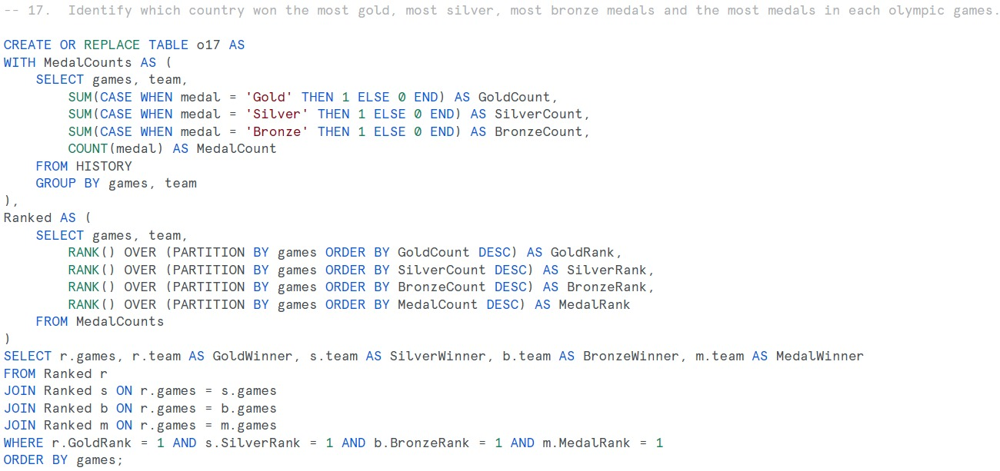 -- 17.  Identify which country won the most gold, most silver, most bronze medals and the most medals in each olympic games.
CREATE OR REPLACE TABLE o17 AS
WITH MedalCounts AS (
    SELECT games, team,
        SUM(CASE WHEN medal = 'Gold' THEN 1 ELSE 0 END) AS GoldCount,
        SUM(CASE WHEN medal = 'Silver' THEN 1 ELSE 0 END) AS SilverCount,
        SUM(CASE WHEN medal = 'Bronze' THEN 1 ELSE 0 END) AS BronzeCount,
        COUNT(medal) AS MedalCount
    FROM HISTORY
    GROUP BY games, team
),
Ranked AS (
    SELECT games, team,
        RANK() OVER (PARTITION BY games ORDER BY GoldCount DESC) AS GoldRank,
        RANK() OVER (PARTITION BY games ORDER BY SilverCount DESC) AS SilverRank,
        RANK() OVER (PARTITION BY games ORDER BY BronzeCount DESC) AS BronzeRank,
        RANK() OVER (PARTITION BY games ORDER BY MedalCount DESC) AS MedalRank
    FROM MedalCounts
)
SELECT r.games, r.team AS GoldWinner, s.team AS SilverWinner, b.team AS BronzeWinner, m.team AS MedalWinner
FROM Ranked r
JOIN Ranked s ON r.games = s.games
JOIN Ranked b ON r.games = b.games
JOIN Ranked m ON r.games = m.games
WHERE r.GoldRank = 1 AND s.SilverRank = 1 AND b.BronzeRank = 1 AND m.MedalRank = 1
ORDER BY games;